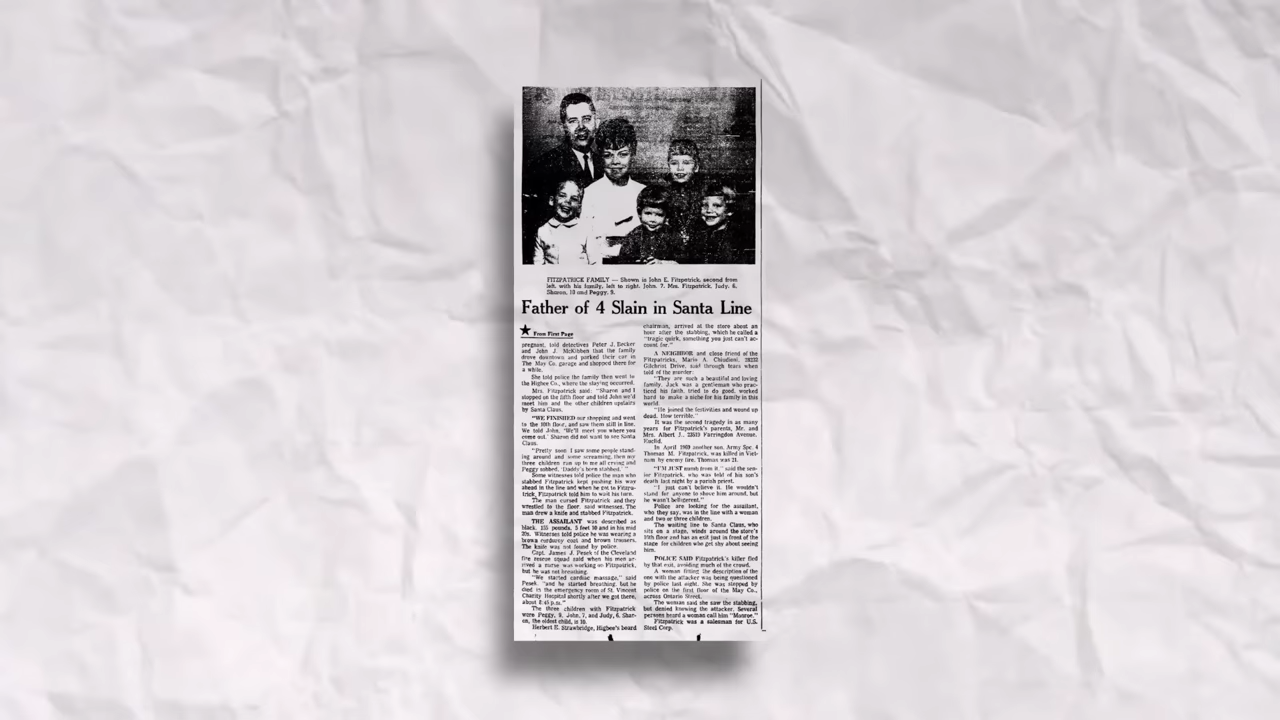 FITZPATRICK FAMILY — Shown is John E. Fitzpatrick, second from
left, with his family, left to right, John, 7, Mrs. Fitzpatrick, Judy, 6,
Sharon, 10 and Peggy, 9.
Father of 4 Slain in Santa Line
From First Page
pregnant, told detectives Peter J. Becker
and John J. McKibben that the family
drove downtown and parked their car in
The May Co. garage and shopped there for
a while.
She told police the family then went to
the Higbee Co., where the slaying occurred.
Mrs. Fitzpatrick said: "Sharon and I
stopped on the fifth floor and told John we'd
meet him and the other children upstairs
by Santa Claus.
"WE FINISHED our shopping and went
to the 10th floor, and saw them still in line.
We told John, 'We'll meet you where you
come out.' Sharon did not want to see Santa
Claus.
"Pretty soon I saw some people stand-
ing around and some screaming, then my
three children ran up to me all crying and
Peggy sobbed, 'Daddy's been stabbed.' "
Some witnesses told police the man who
stabbed Fitzpatrick kept pushing his way
ahead in the line and when he got to Fitzpa-
trick, Fitzpatrick told him to wait his turn.
The man cursed Fitzpatrick and they
wrestled to the floor, said witnesses. The
man drew a knife and stabbed Fitzpatrick.
THE ASSAILANT was described as
black, 155 pounds, 5 feet 10 and in his mid
20s. Witnesses told police he was wearing a
brown corduroy coat and brown trousers.
The knife was not found by police.
Capt. James J. Pesek of the Cleveland
fire rescue squad said when his men ar-
rived a nurse was working on Fitzpatrick,
but he was not breathing.
"We started cardiac massage," said
Pesek, "and he started breathing, but he
died in the emergency room of St. Vincent
Charity Hospital shortly after we got there,
about p.m."
The three children with Fitzpatrick
were Peggy, 9, John, 7, and Judy, 6. Shar-
on, the oldest child, is 10.
Herbert E. Strawbridge, Higbee's board
chairman, arrived at the store about an
hour after the stabbing, which he called a
"tragic quirk, something you just can't ac-
count for."
A NEIGHBOR and close friend of the
Fitzpatricks, Mario A. Chiudioni, 20232
Gilchrist Drive, said through tears when
told of the murder:
"They are such a beautiful and loving
family. Jack was a gentleman who prac-
ticed his faith, tried to do good, worked
hard to make a niche for his family in this
world.
"He joined the festivities and wound up
dead. How terrible."
It was the second tragedy in as many
years for Fitzpatrick's parents, Mr. and
Mrs. Albert J., 23519 Farringdon Avenue,
Euclid.
In April 1969 another son, Army Spc. 4
Thomas M. Fitzpatrick, was killed in Viet-
nam by enemy fire. Thomas was 21.
"I'M JUST numb from it," said the sen-
ior Fitzpatrick, who was told of his son's
death last night by a parish priest.
"I just can't believe it. He wouldn't
stand for anyone to shove him around, but
he wasn't belligerent."
Police are looking for the assailant,
who they say, was in line with a woman
and two or three children.
The waiting line to Santa Claus, who
sits on a stage, winds around the store's
10th floor and has an exit just in front of the
stage for children who get shy about seeing
him.
POLICE SAID Fitzpatrick's killer fled
by that exit, avoiding much of the crowd.
A woman fitting the description of the
one with the attacker was being questioned
by police last night. She was stopped by
police on the first floor of the May Co.,
across Ontario Street.
The woman said she saw the stabbing,
but denied knowing the attacker. Several
persons heard a woman call him "Monroe."
Fitzpatrick was a salesman for U.S.
Steel Corp.